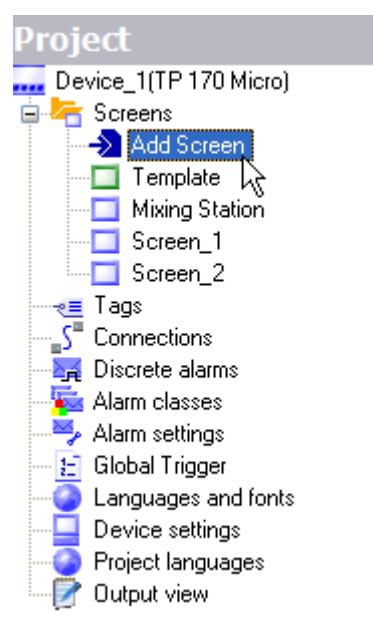 Project
Device_1(TP 170 Micro)
Screens
Add Screen
Template
Mixing Station
Screen_1
Screen_2
Tags
Connections
Discrete alarms
Alarm classes
Alarm settings
Global Trigger
Languages and fonts
Device settings
Project languages
Output view